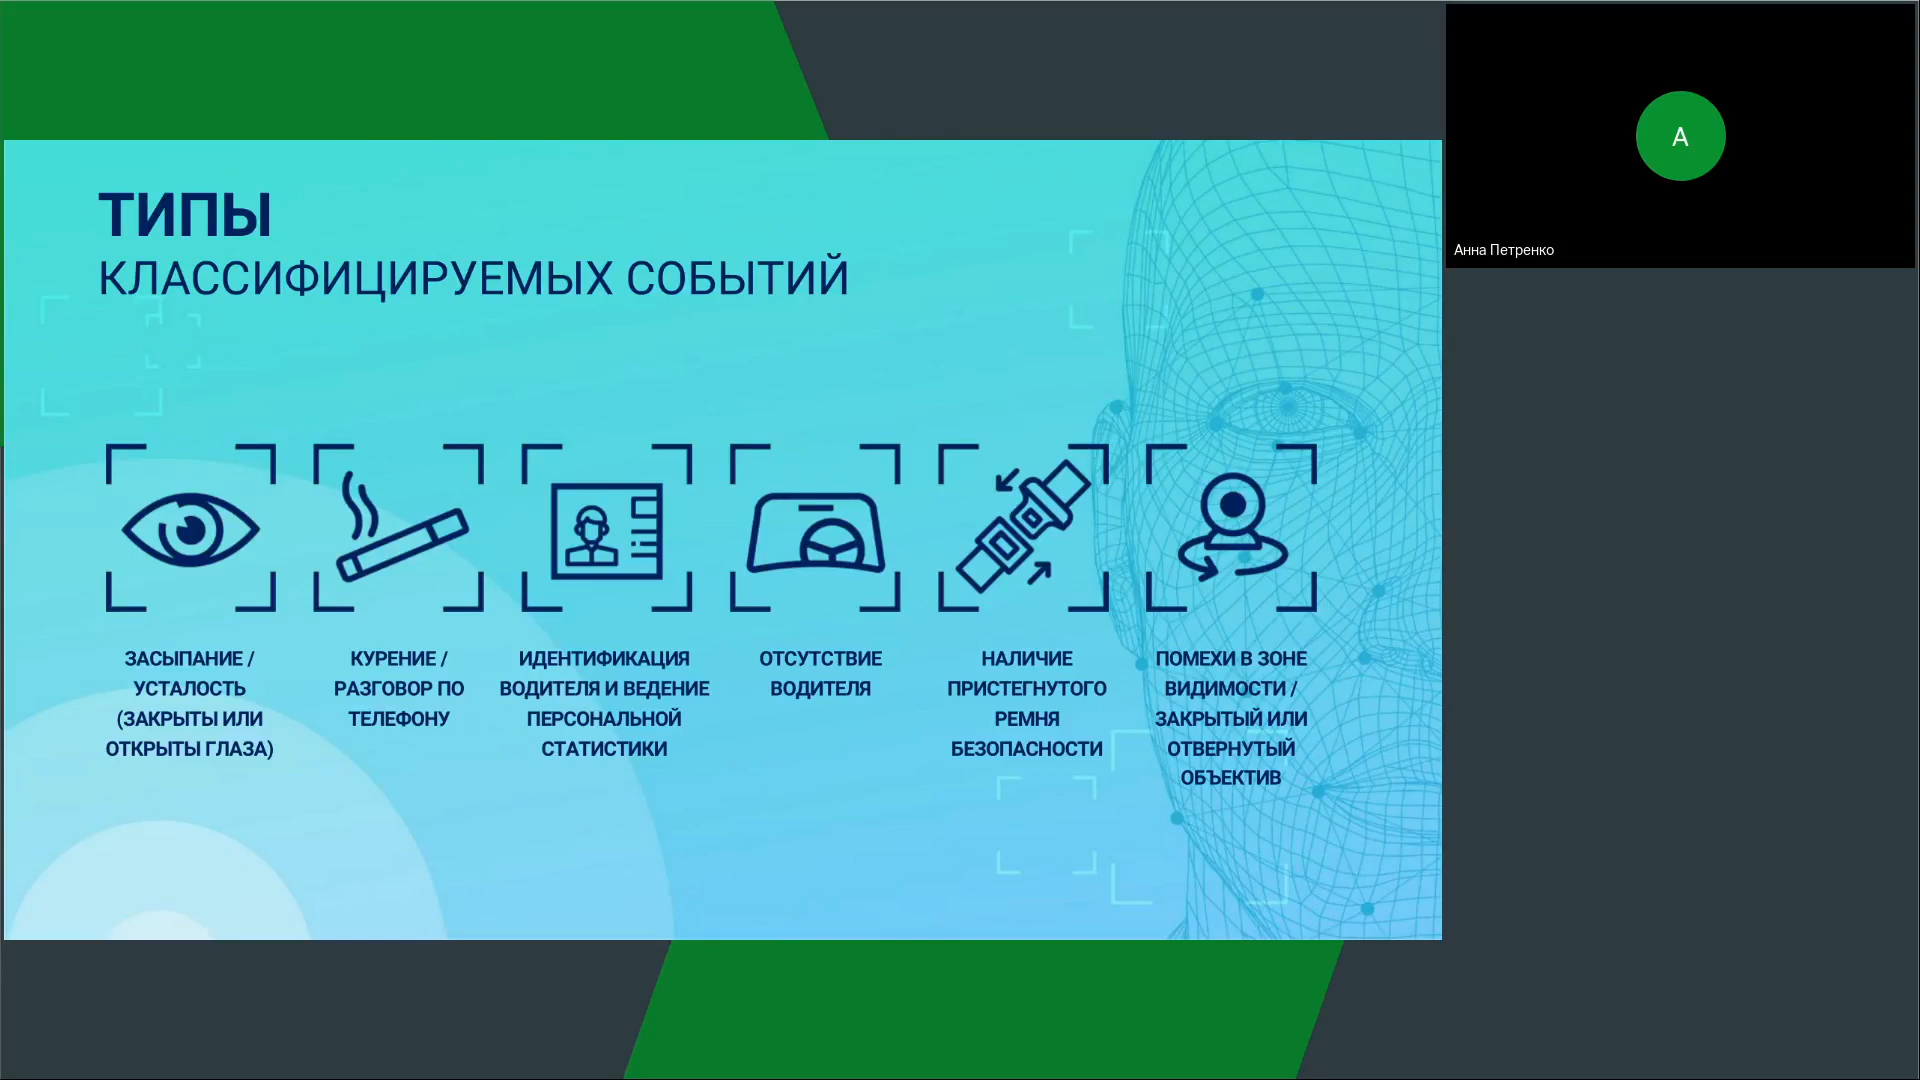 ТИПЫ
КЛАССИФИЦИРУЕМЫХ СОБЫТИЙ
ЗАСЫПАНИЕ /
УСТАЛОСТЬ
(ЗАКРЫТЫ ИЛИ
ОТКРЫТЫ ГЛАЗА)
КУРЕНИЕ /
РАЗГОВОР ПО
ТЕЛЕФОНУ
ИДЕНТИФИКАЦИЯ
ВОДИТЕЛЯ И ВЕДЕНИЕ
ПЕРСОНАЛЬНОЙ
СТАТИСТИКИ
ОТСУТСТВИЕ
ВОДИТЕЛЯ
НАЛИЧИЕ
ПРИСТЕГНУТОГО
РЕМНЯ
БЕЗОПАСНОСТИ
ПОМЕХИ В ЗОНЕ
ВИДИМОСТИ /
ЗАКРЫТЫЙ ИЛИ
ОТВЕРНУТЫЙ
ОБЪЕКТИВ
А
Анна Петренко